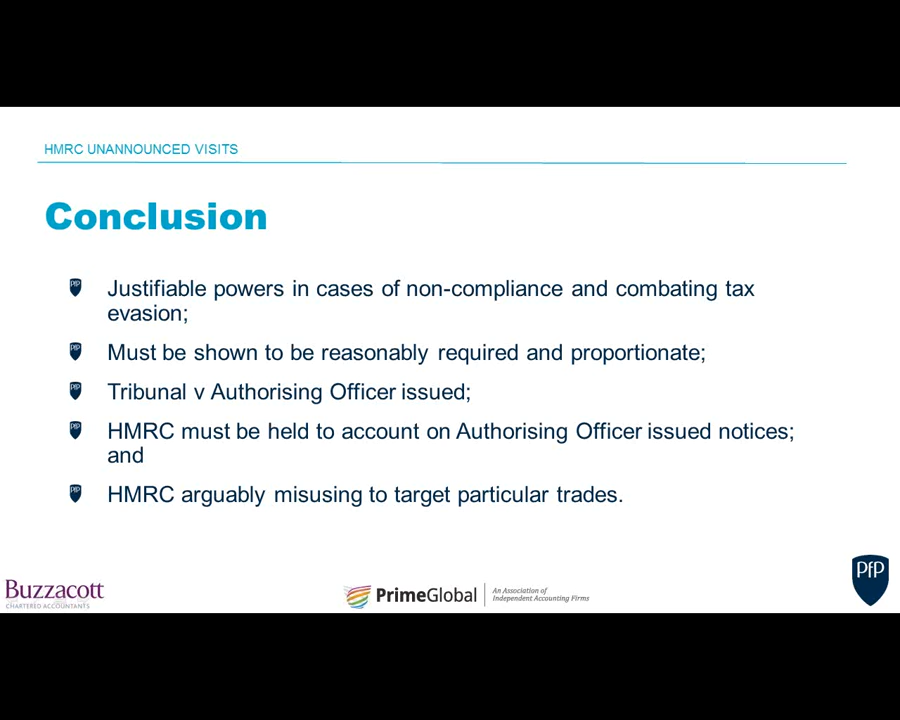 HMRC UNANNOUNCED VISITS
Conclusion
Justifiable powers in cases of non-compliance and combating tax
evasion;
Must be shown to be reasonably required and proportionate;
Tribunal v Authorising Officer issued;
HMRC must be held to account on Authorising Officer issued notices;
and
HMRC arguably misusing to target particular trades.
Buzzacott
CHARTERED ACCOUNTANTS
PrimeGlobal
An Association of
Independent Accounting Firms
PfP